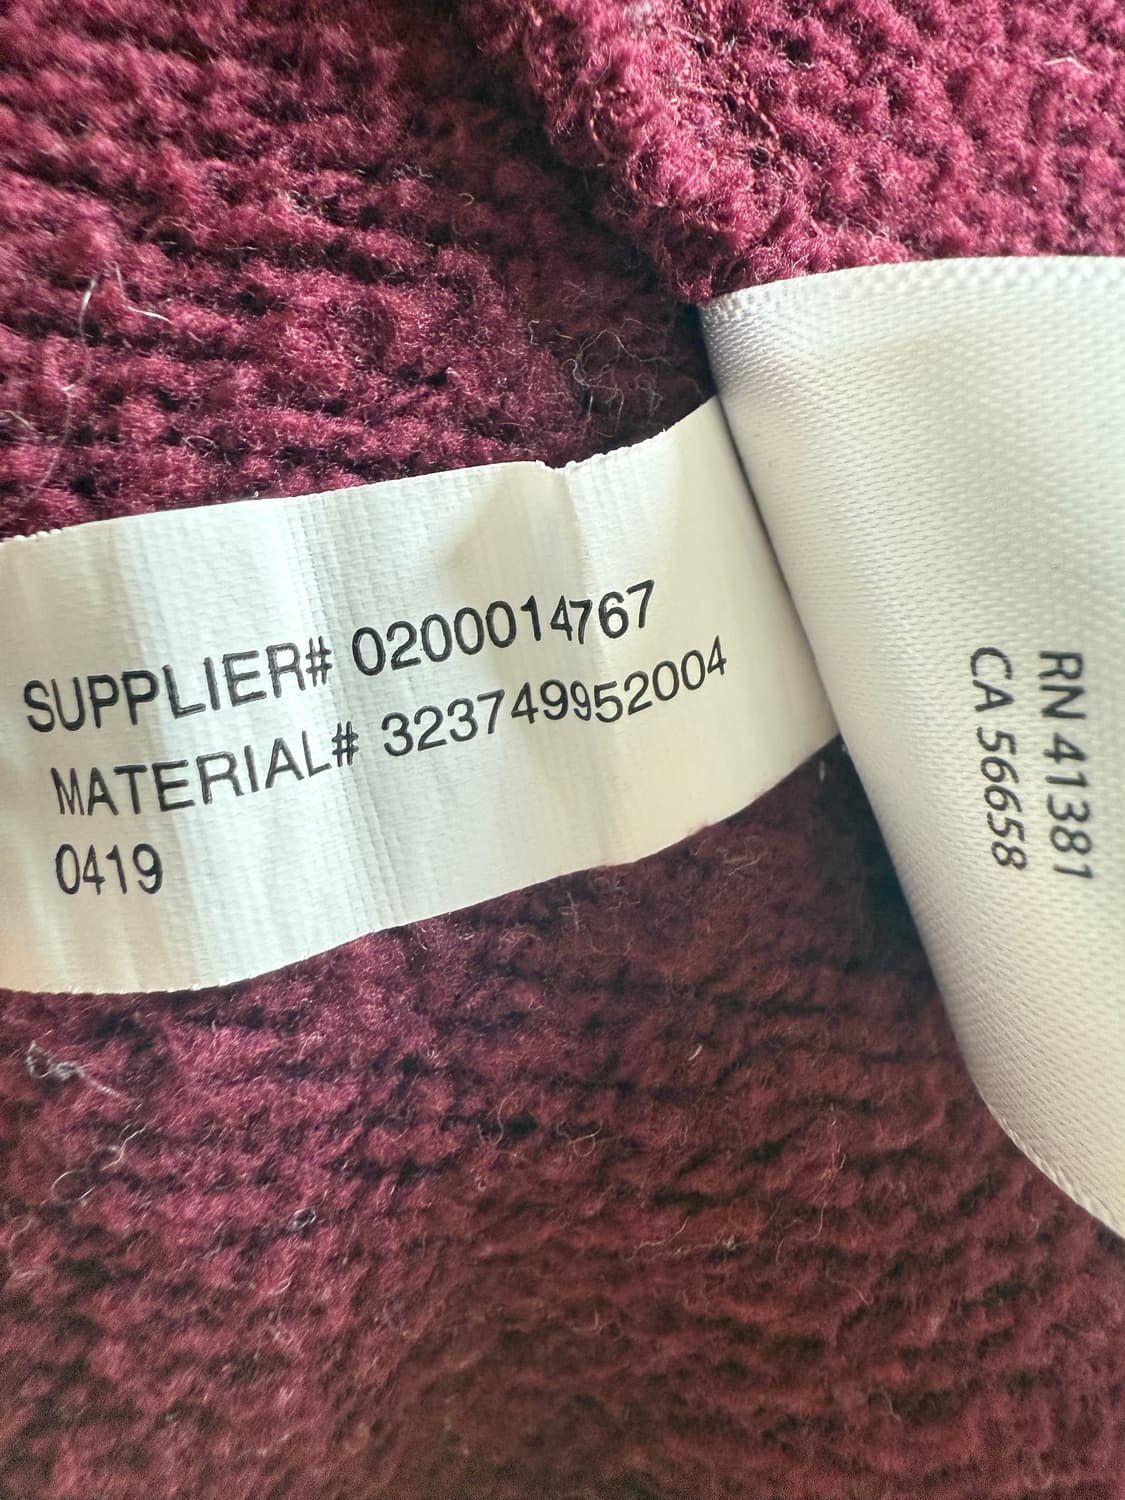 SUPPLIER# 0200014767
MATERIAL# 323749952004
0419
RN 41381
CA 56658